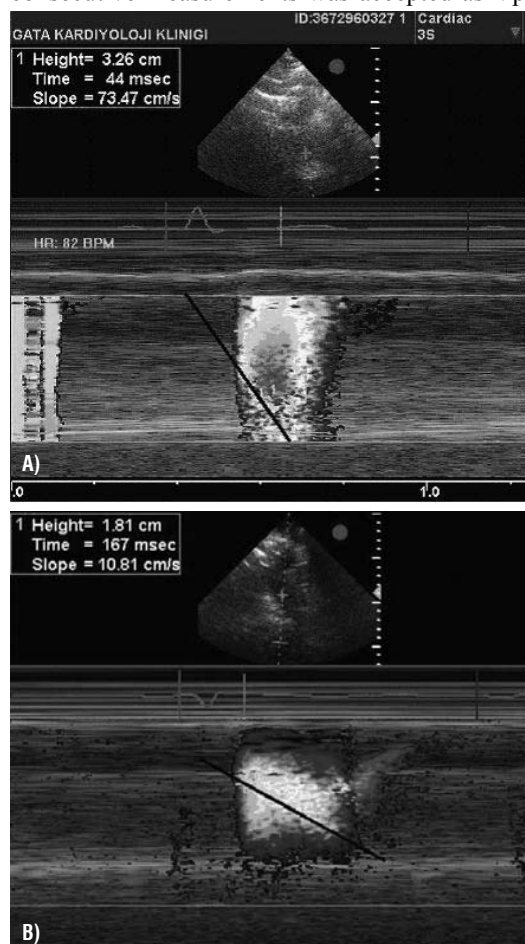 ID:3672960327 1 Cardiac
GATA KARDIYOLOJI KLINIGI 3S
1 Height= 3.26 cm
Time = 44 msec
Slope = 73.47 cm/s
HR: 82 BPM
A)
.0 1.0
1 Height= 1.81 cm
Time = 167 msec
Slope = 10.81 cm/s
B)